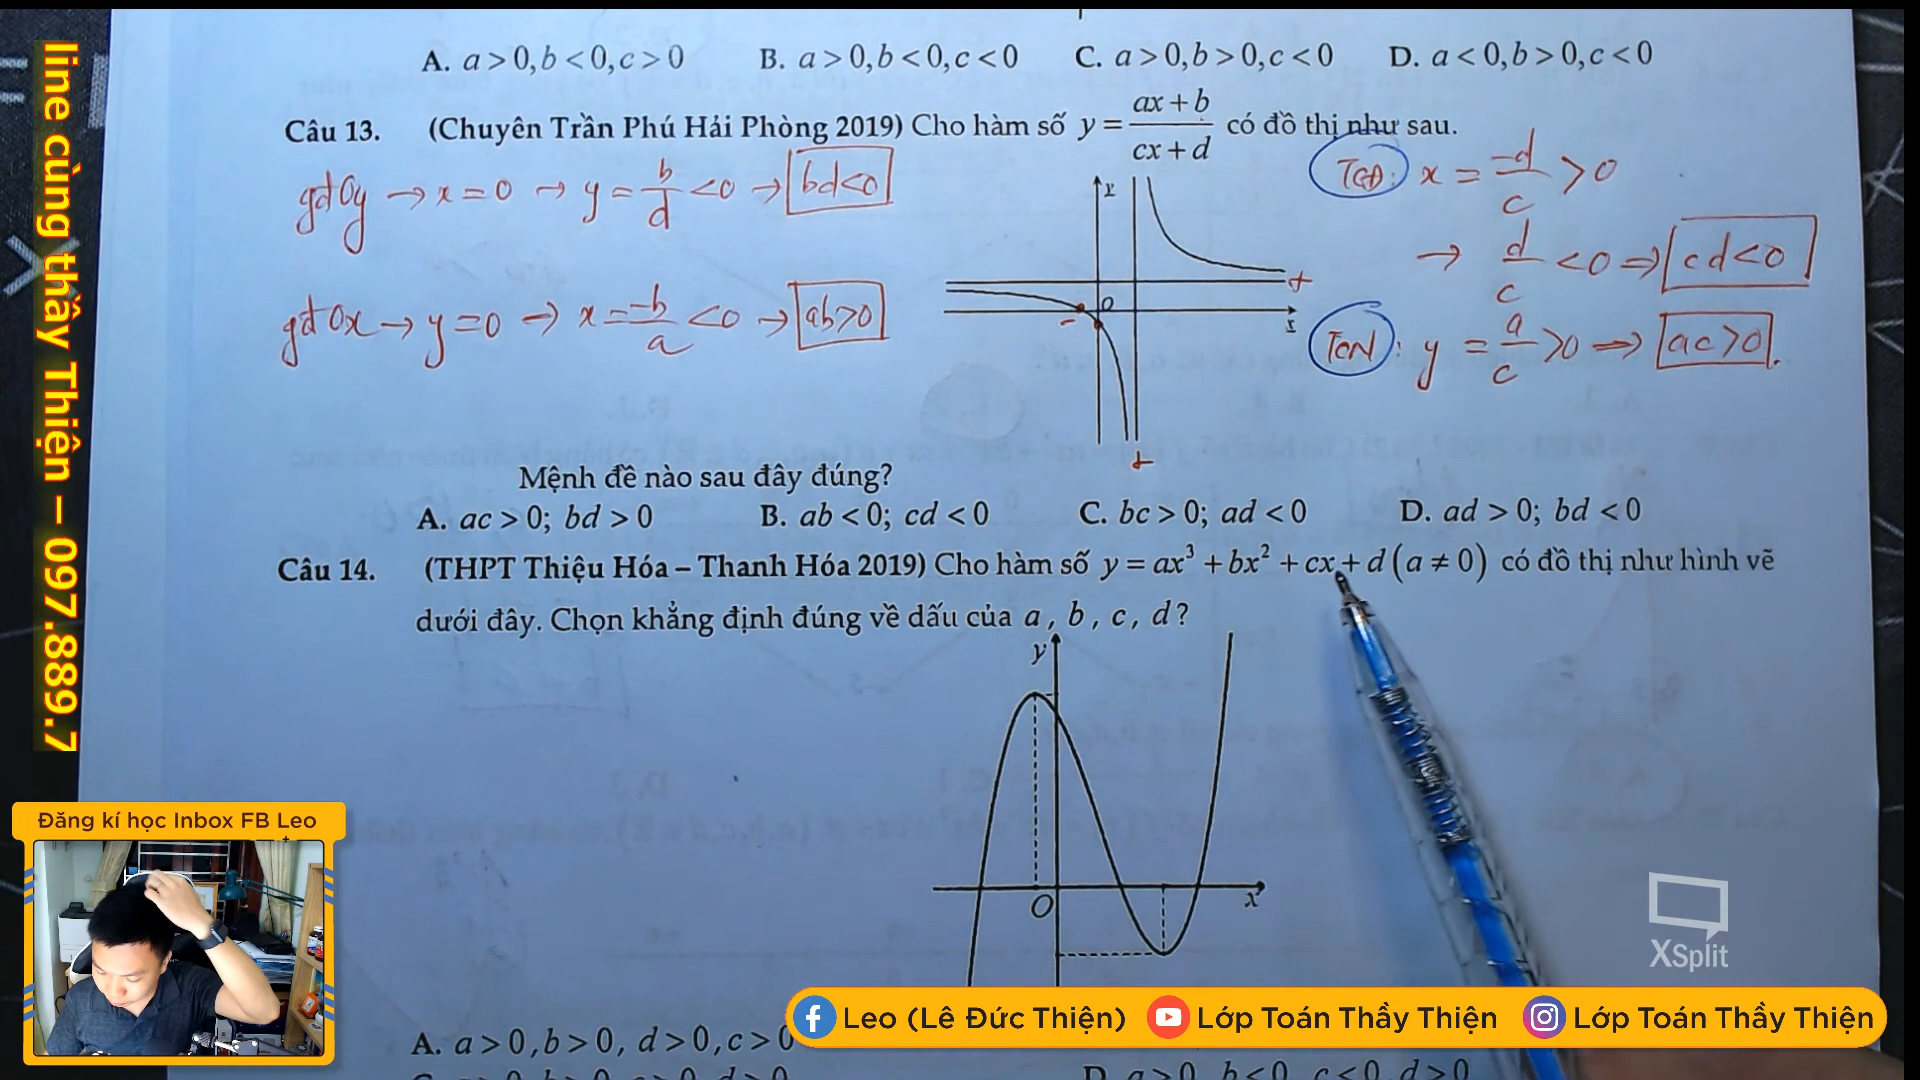 A. a > 0, b < 0, c > 0 B. a > 0, b < 0, c < 0 C. a > 0, b > 0, c < 0 D. a < 0, b > 0, c < 0
Câu 13. (Chuyên Trần Phú Hải Phòng 2019) Cho hàm số y = (ax + b)/(cx + d) có đồ thị như sau.
gđ Oy → x = 0 → y = b/d < 0 → bd<0
gđ Ox → y = 0 → x = -b/a < 0 → ab>0
y
O
x
TCĐ: x = -d/c > 0
→ d/c < 0 ⇒ cd<0
TCN: y = a/c > 0 ⇒ ac>0.
Mệnh đề nào sau đây đúng?
A. ac > 0; bd > 0 B. ab < 0; cd < 0 C. bc > 0; ad < 0 D. ad > 0; bd < 0
Câu 14. (THPT Thiệu Hóa – Thanh Hóa 2019) Cho hàm số y = ax³ + bx² + cx + d (a ≠ 0) có đồ thị như hình vẽ
dưới đây. Chọn khẳng định đúng về dấu của a, b, c, d?
y
O
x
A. a > 0, b > 0, d > 0, c > 0
D. a > 0, b < 0, c < 0, d > 0
line cùng thầy Thiện – 097.889.7
Đăng kí học Inbox FB Leo
XSplit
Leo (Lê Đức Thiện) Lớp Toán Thầy Thiện Lớp Toán Thầy Thiện